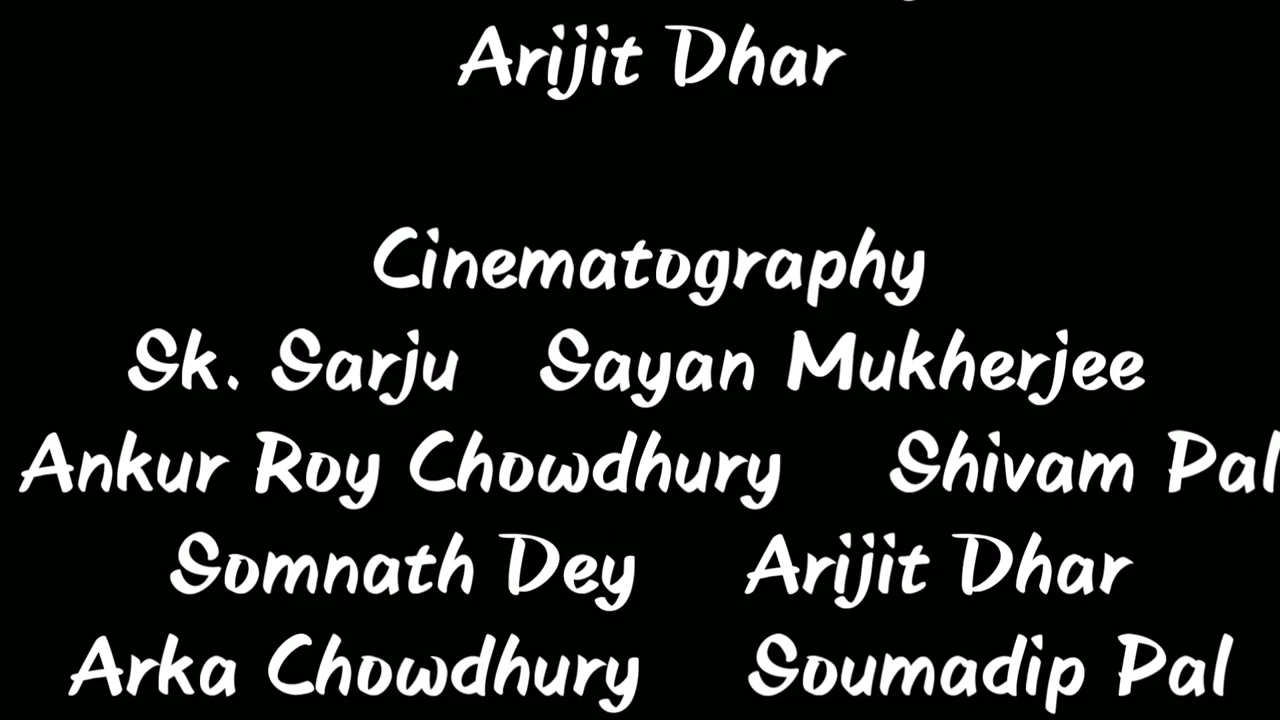 Arijit Dhar
Cinematography
Sk. Sarju Sayan Mukherjee
Ankur Roy Chowdhury Shivam Pal
Somnath Dey Arijit Dhar
Arka Chowdhury Soumadip Pal